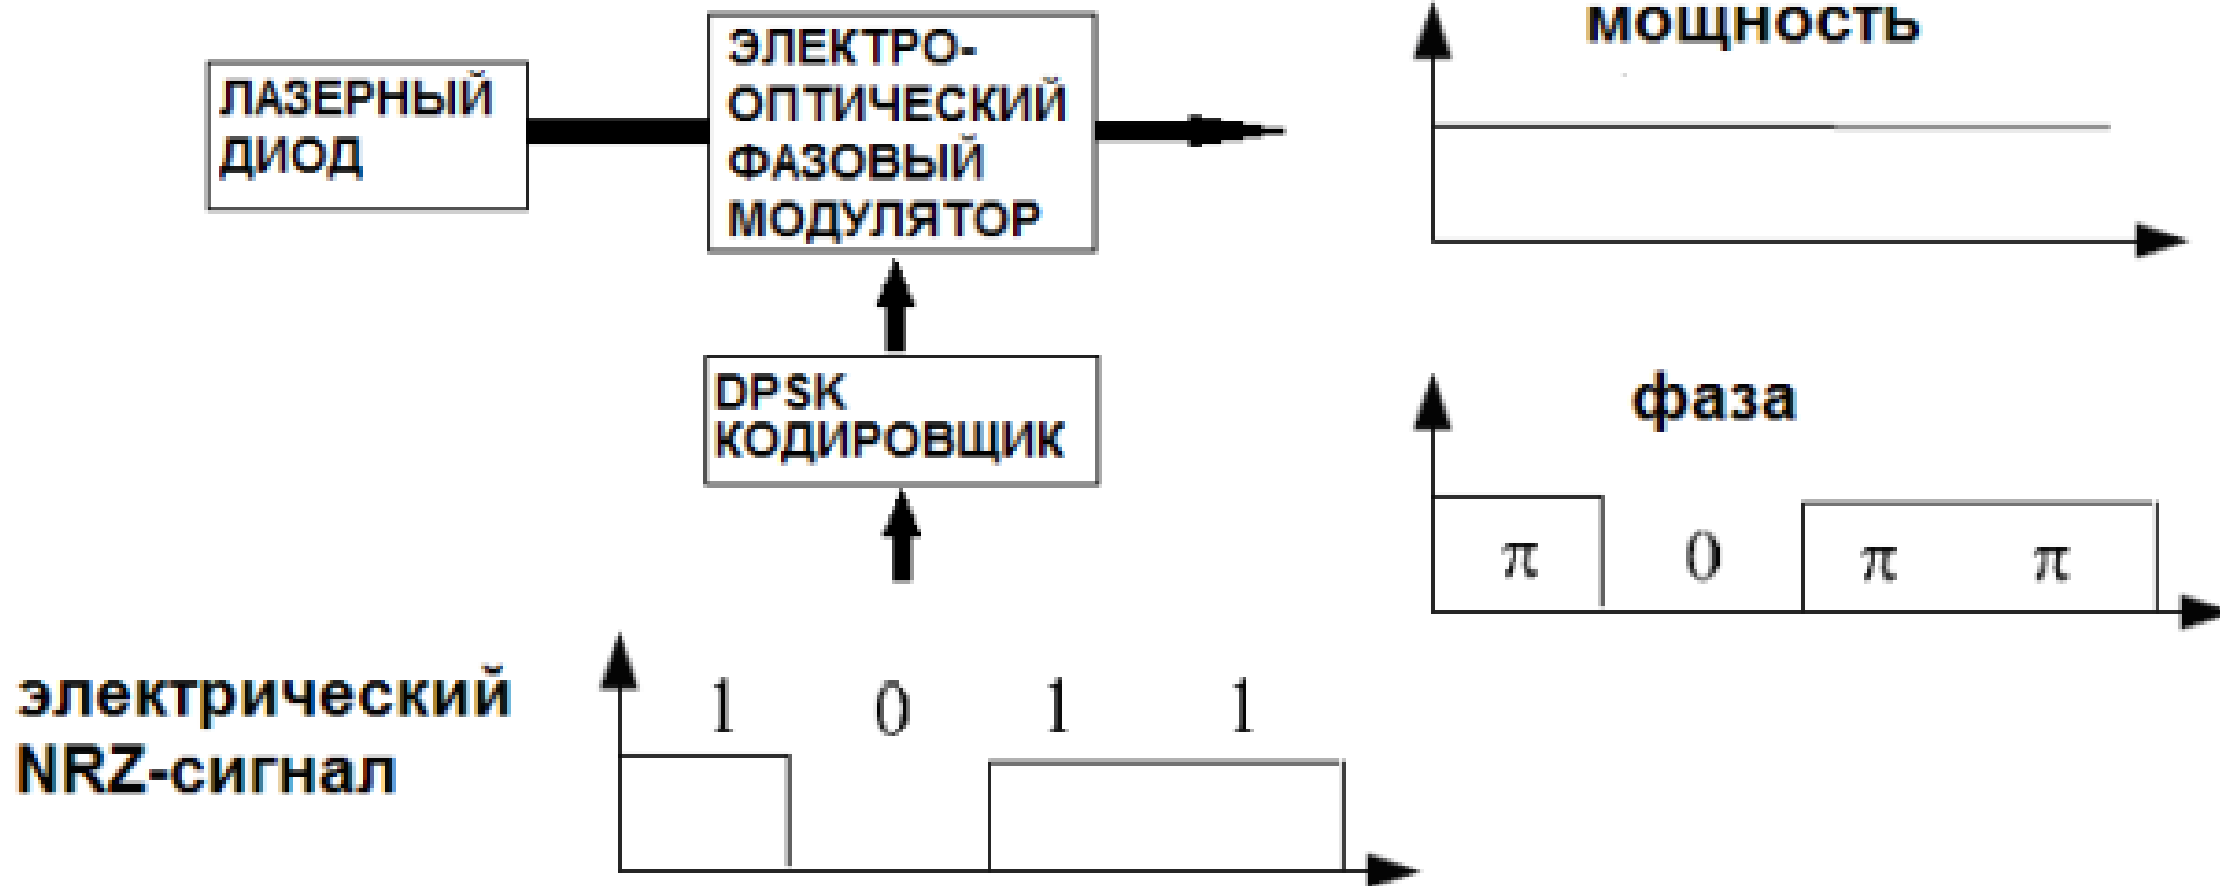 ЛАЗЕРНЫЙ
ДИОД
ЭЛЕКТРО-
ОПТИЧЕСКИЙ
ФАЗОВЫЙ
МОДУЛЯТОР
мощность
DPSK
КОДИРОВЩИК
фаза
π 0 π π
электрический
NRZ-сигнал
1 0 1 1